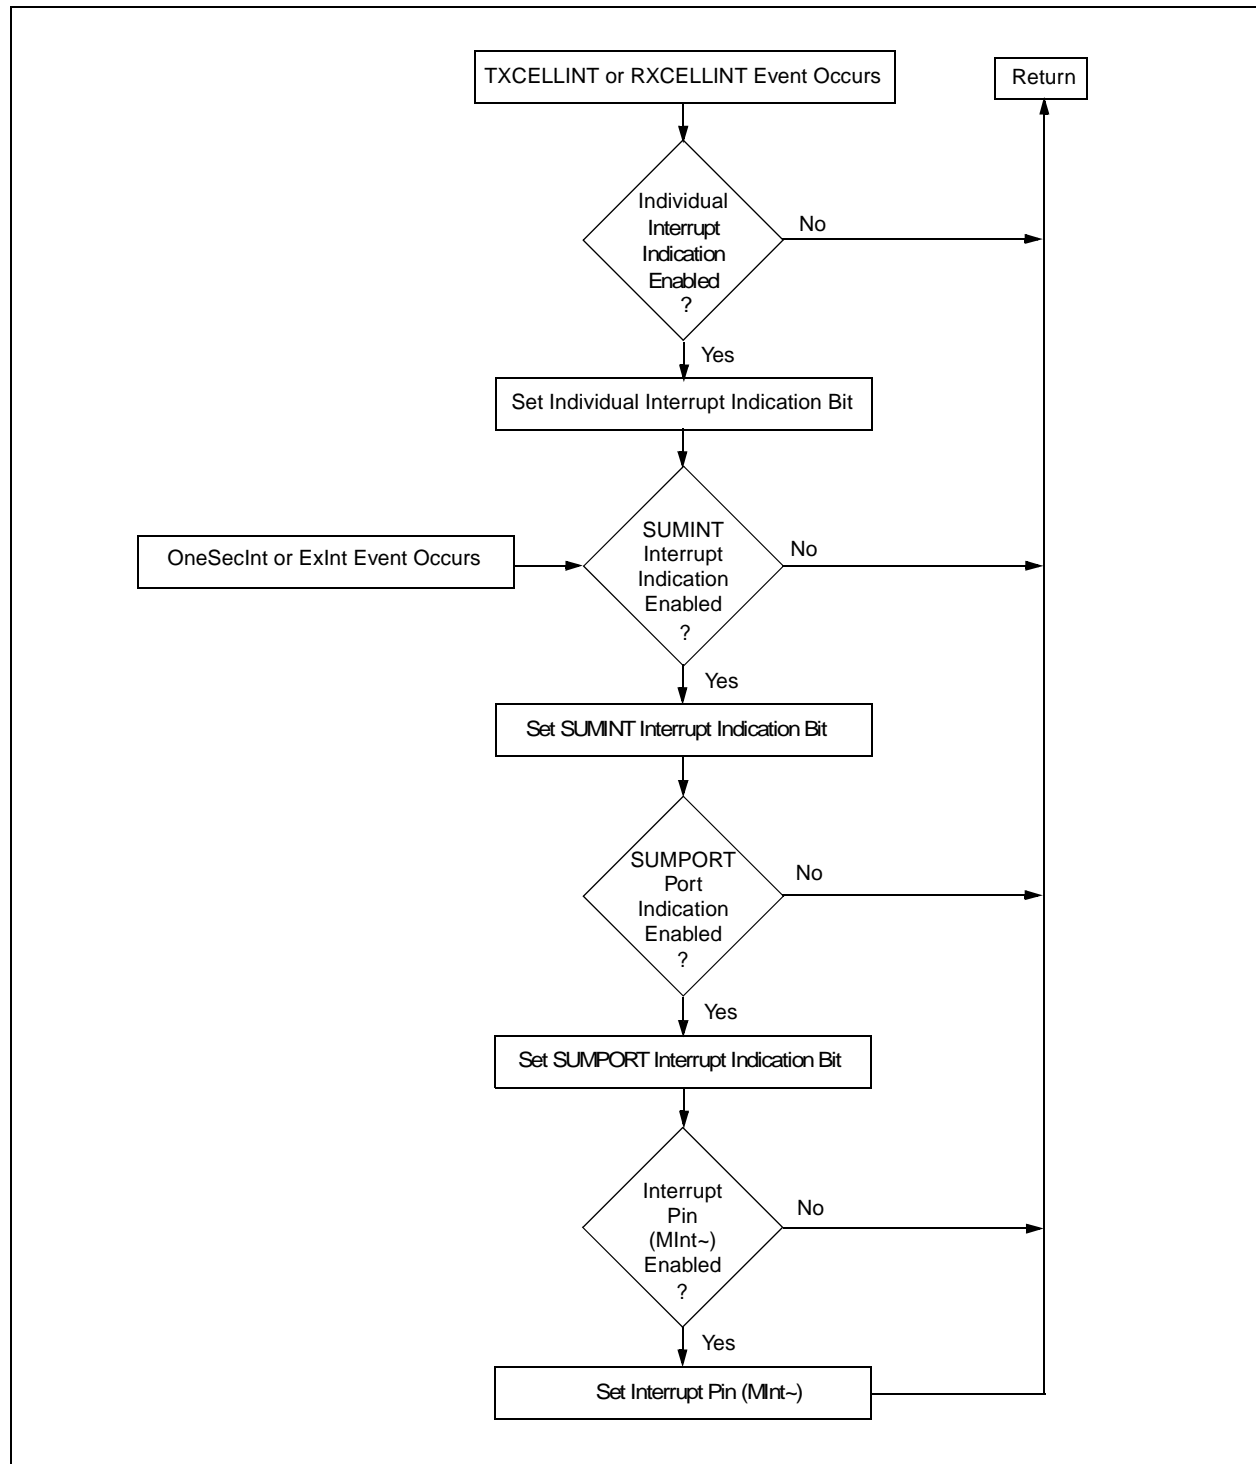 TXCELLINT or RXCELLINT Event Occurs
Return
Individual
Interrupt
Indication
Enabled
?
No
Yes
Set Individual Interrupt Indication Bit
OneSecInt or ExInt Event Occurs
SUMINT
Interrupt
Indication
Enabled
?
No
Yes
Set SUMINT Interrupt Indication Bit
SUMPORT
Port
Indication
Enabled
?
No
Yes
Set SUMPORT Interrupt Indication Bit
Interrupt
Pin
(MInt~)
Enabled
?
No
Yes
Set Interrupt Pin (MInt~)